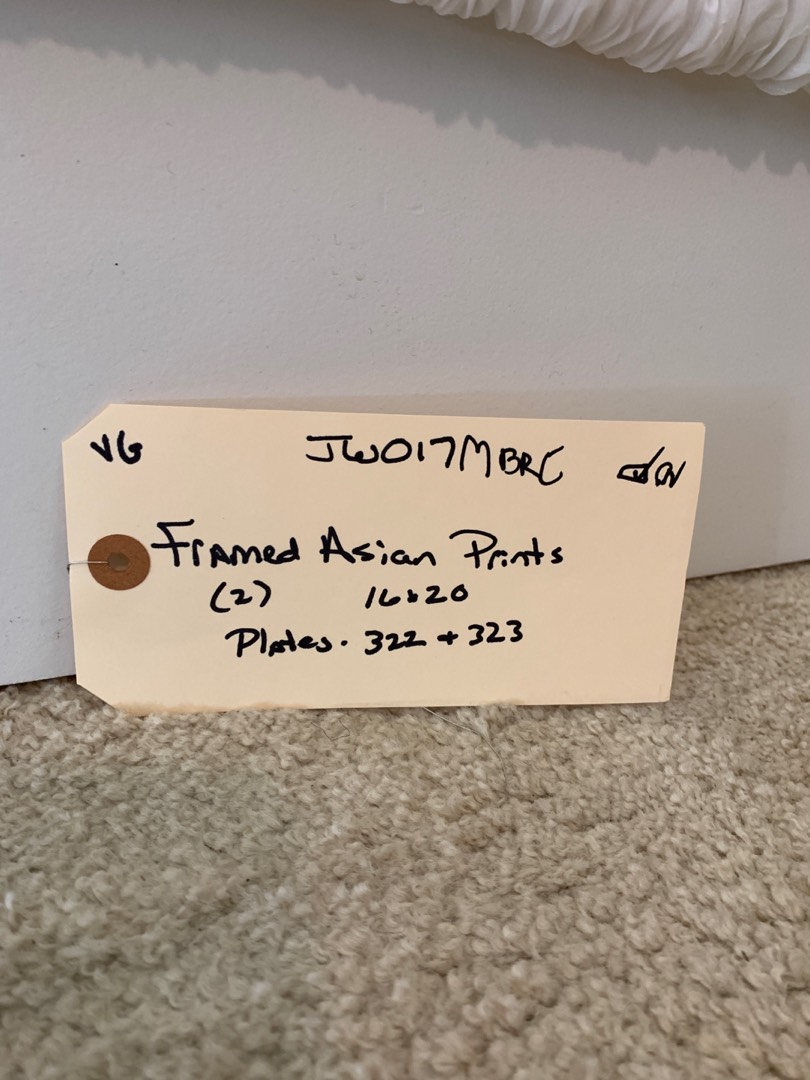 VG JW017MBRC
Framed Asian Prints
(2) 16x20
Plates. 322 + 323